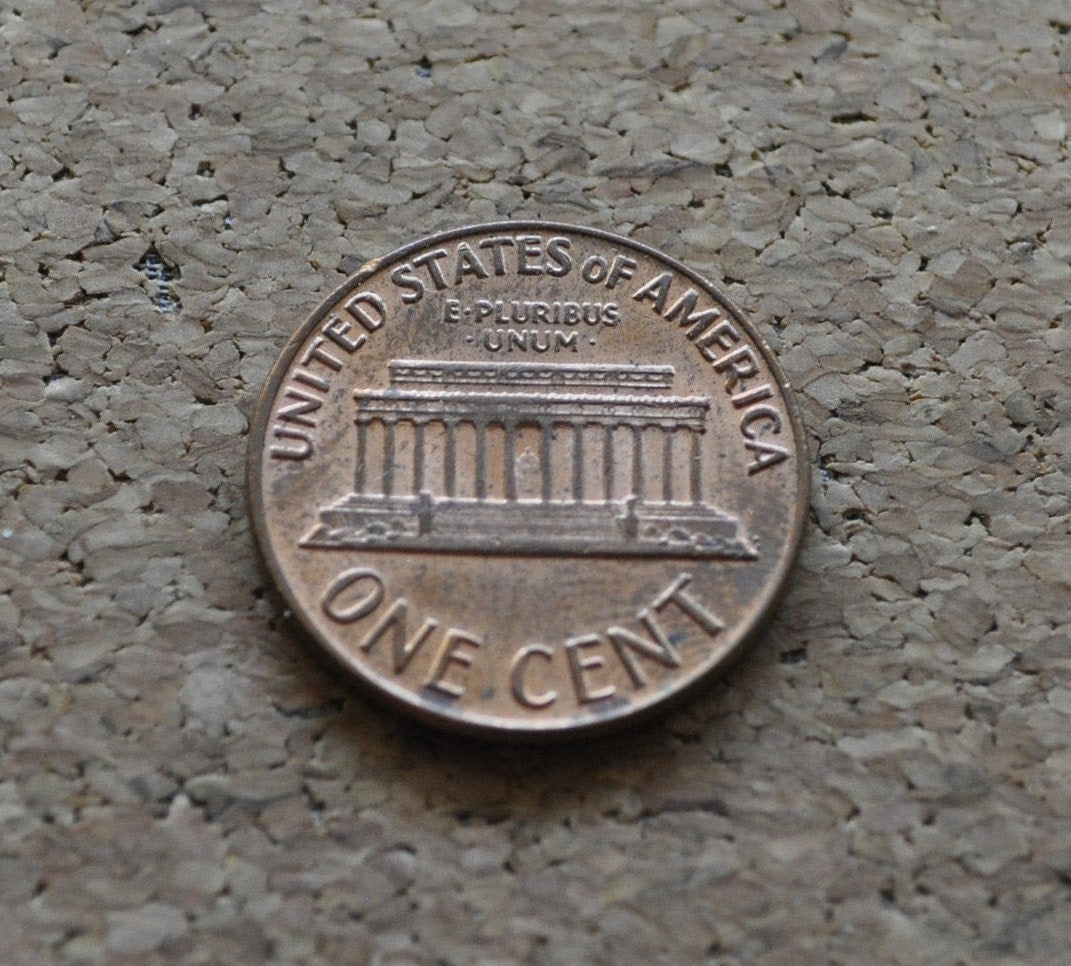 UNITED STATES OF AMERICA
E·PLURIBUS
·UNUM·
ONE CENT